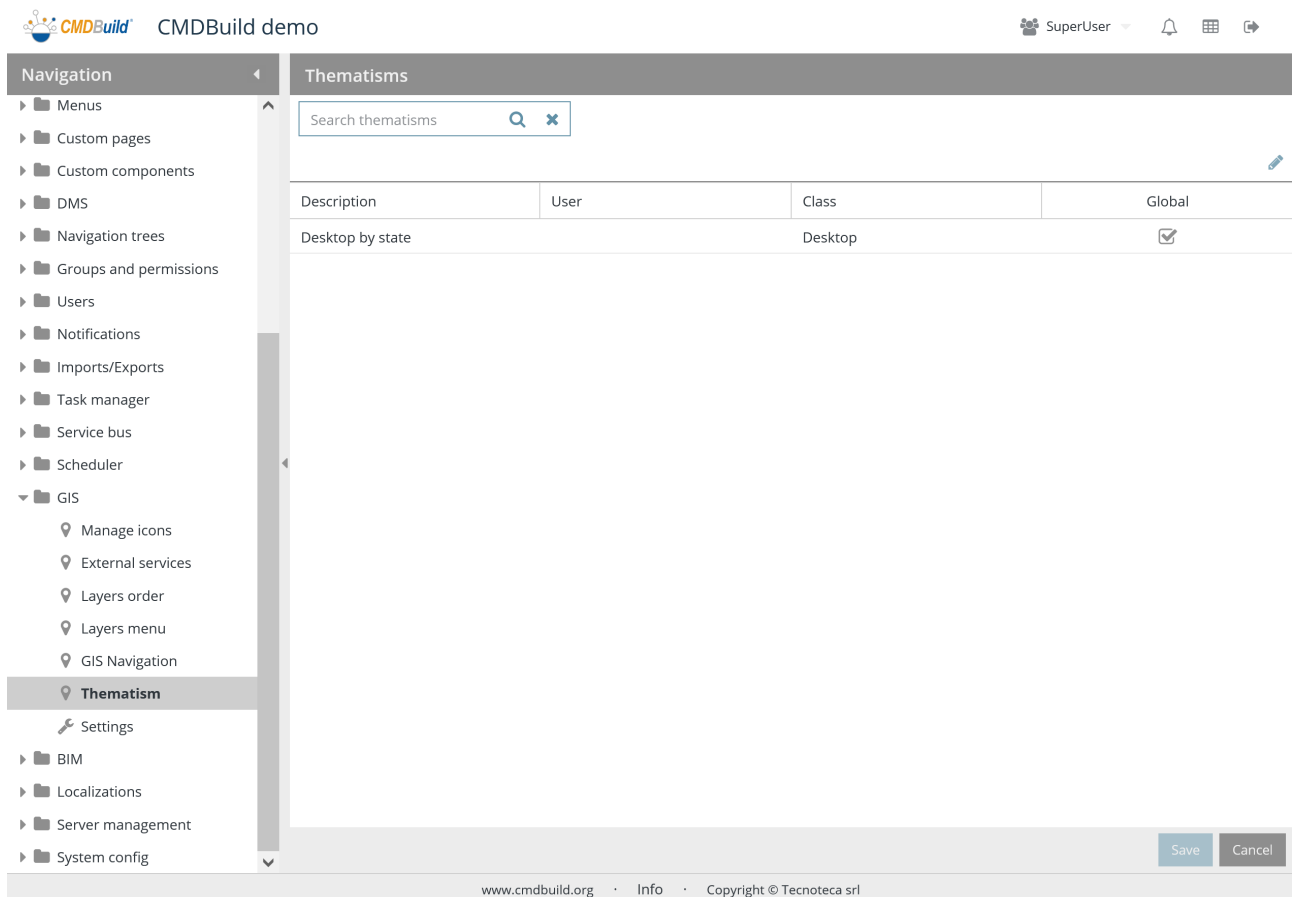 CMDBuild CMDBuild demo SuperUser
Navigation
Menus
Custom pages
Custom components
DMS
Navigation trees
Groups and permissions
Users
Notifications
Imports/Exports
Task manager
Service bus
Scheduler
GIS
Manage icons
External services
Layers order
Layers menu
GIS Navigation
Thematism
Settings
BIM
Localizations
Server management
System config
Thematisms
Search thematisms
Description User Class Global
Desktop by state Desktop
Save Cancel
www.cmdbuild.org · Info · Copyright © Tecnoteca srl